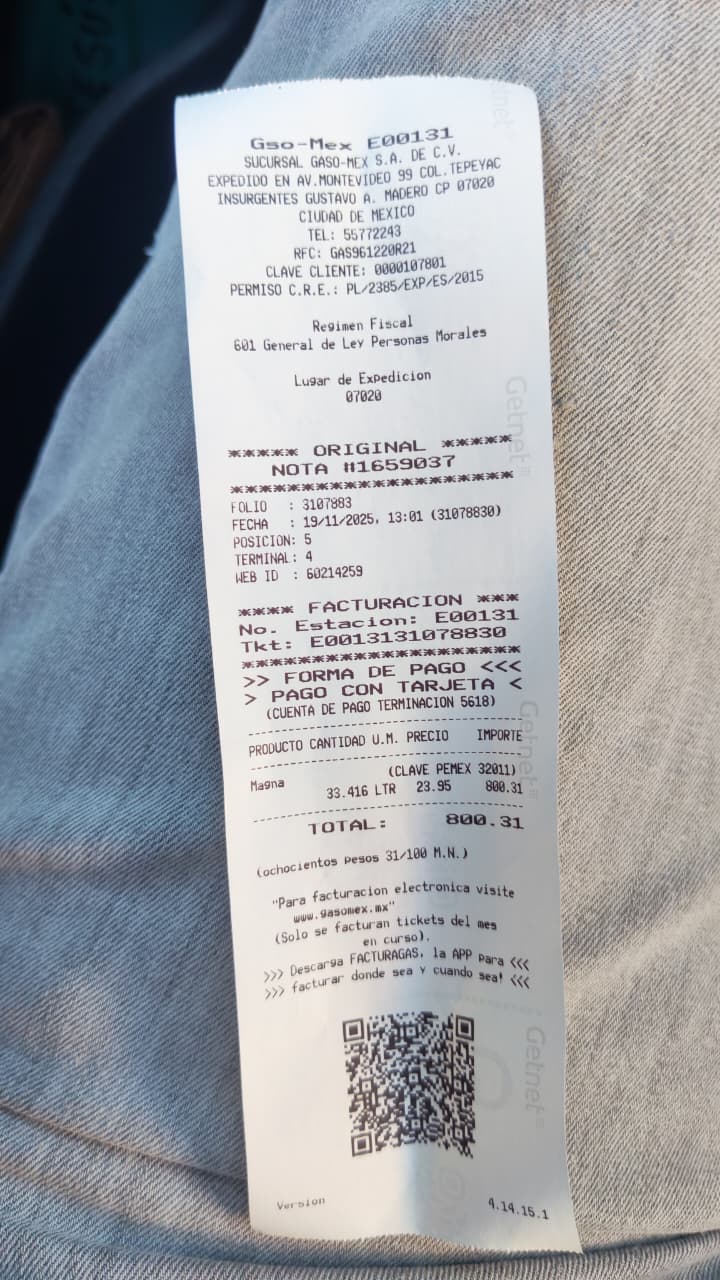 Gso-Mex E00131
SUCURSAL GASO-MEX S.A. DE C.V.
EXPEDIDO EN AV.MONTEVIDEO 99 COL.TEPEYAC
INSURGENTES GUSTAVO A. MADERO CP 07020
CIUDAD DE MEXICO
TEL: 55772243
RFC: GAS961220R21
CLAVE CLIENTE: 0000107801
PERMISO C.R.E.: PL/2385/EXP/ES/2015
Regimen Fiscal
601 General de Ley Personas Morales
Lugar de Expedicion
07020
***** ORIGINAL *****
NOTA #1659037
**********************
FOLIO : 3107883
FECHA : 19/11/2025, 13:01 (31078830)
POSICION: 5
TERMINAL: 4
WEB ID : 60214259
**** FACTURACION ***
No. Estacion: E00131
Tkt: E0013131078830
**********************
>> FORMA DE PAGO <<<
> PAGO CON TARJETA <
(CUENTA DE PAGO TERMINACION 5618)
PRODUCTO CANTIDAD U.M. PRECIO IMPORTE
Magna (CLAVE PEMEX 32011)
33.416 LTR 23.95 800.31
TOTAL: 800.31
(ochocientos pesos 31/100 M.N.)
"Para facturacion electronica visite
www.gasomex.mx"
(Solo se facturan tickets del mes
en curso).
>>> Descarga FACTURAGAS, la APP para <<<
>>> facturar donde sea y cuando sea! <<<
Version 4.14.15.1
Getnet
Getnet
Getnet